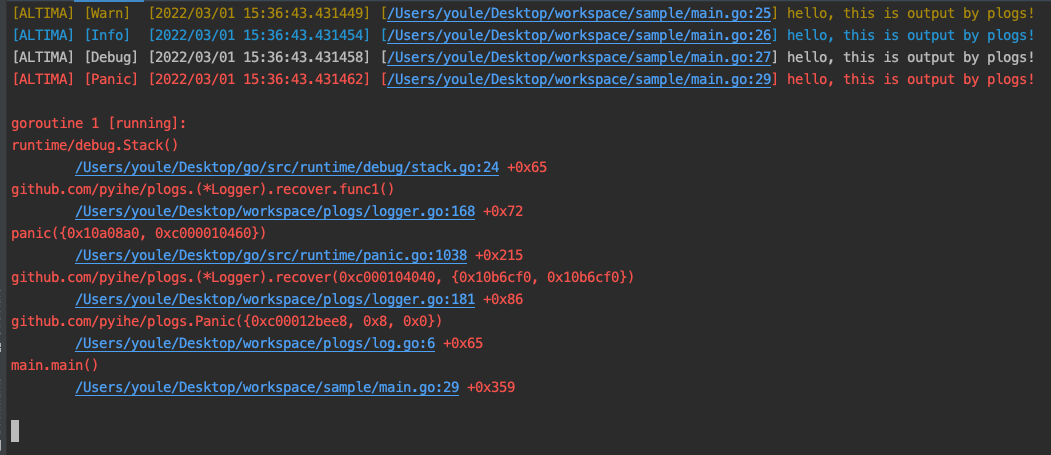 [ALTIMA] [Warn]  [2022/03/01 15:36:43.431449] [/Users/youle/Desktop/workspace/sample/main.go:25] hello, this is output by plogs!
[ALTIMA] [Info]  [2022/03/01 15:36:43.431454] [/Users/youle/Desktop/workspace/sample/main.go:26] hello, this is output by plogs!
[ALTIMA] [Debug] [2022/03/01 15:36:43.431458] [/Users/youle/Desktop/workspace/sample/main.go:27] hello, this is output by plogs!
[ALTIMA] [Panic] [2022/03/01 15:36:43.431462] [/Users/youle/Desktop/workspace/sample/main.go:29] hello, this is output by plogs!
goroutine 1 [running]:
runtime/debug.Stack()
/Users/youle/Desktop/go/src/runtime/debug/stack.go:24 +0x65
github.com/pyihe/plogs.(*Logger).recover.func1()
/Users/youle/Desktop/workspace/plogs/logger.go:168 +0x72
panic({0x10a08a0, 0xc000010460})
/Users/youle/Desktop/go/src/runtime/panic.go:1038 +0x215
github.com/pyihe/plogs.(*Logger).recover(0xc000104040, {0x10b6cf0, 0x10b6cf0})
/Users/youle/Desktop/workspace/plogs/logger.go:181 +0x86
github.com/pyihe/plogs.Panic({0xc00012bee8, 0x8, 0x0})
/Users/youle/Desktop/workspace/plogs/log.go:6 +0x65
main.main()
/Users/youle/Desktop/workspace/sample/main.go:29 +0x359